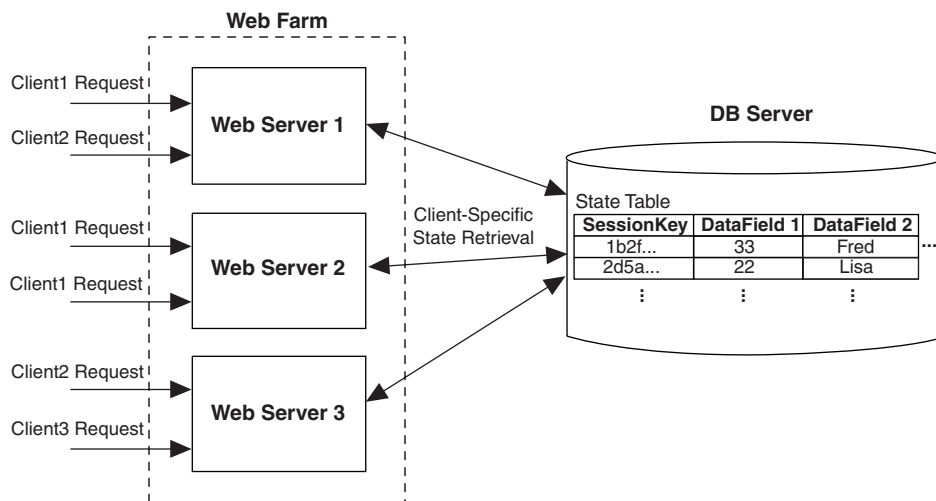 Web Farm
Client1 Request
Client2 Request
Web Server 1
Client1 Request
Client1 Request
Web Server 2
Client2 Request
Client3 Request
Web Server 3
Client-Specific
State Retrieval
DB Server
State Table
SessionKey DataField 1 DataField 2
1b2f... 33 Fred ...
2d5a... 22 Lisa